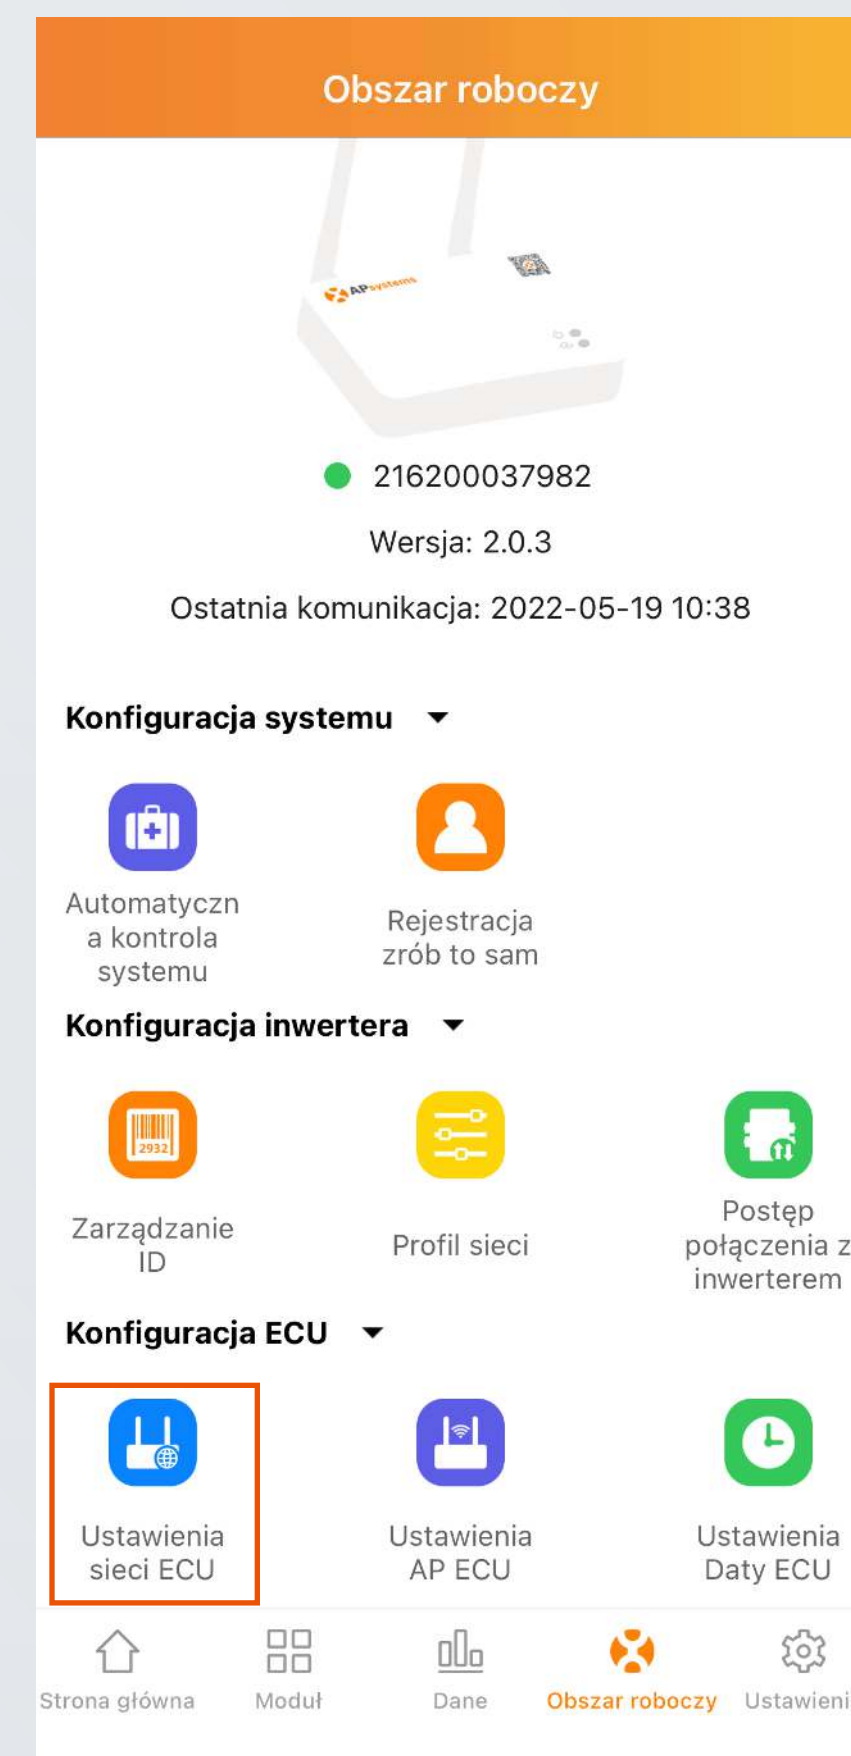 Obszar roboczy
APsystems
216200037982
Wersja: 2.0.3
Ostatnia komunikacja: 2022-05-19 10:38
Konfiguracja systemu
Automatyczn
a kontrola
systemu
Rejestracja
zrób to sam
Konfiguracja inwertera
2932
Zarządzanie
ID
Profil sieci
Postęp
połączenia z
inwerterem
Konfiguracja ECU
Ustawienia
sieci ECU
Ustawienia
AP ECU
Ustawienia
Daty ECU
Strona główna Moduł Dane Obszar roboczy Ustawieni